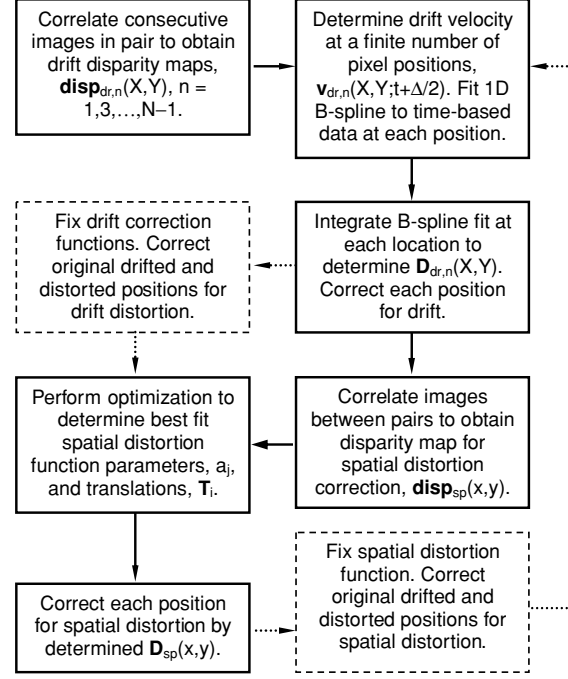 Correlate consecutive
images in pair to obtain
drift disparity maps,
disp_dr,n(X,Y), n =
1,3,…,N−1.
Determine drift velocity
at a finite number of
pixel positions,
v_dr,n(X,Y;t+Δ/2). Fit 1D
B-spline to time-based
data at each position.
Fix drift correction
functions. Correct
original drifted and
distorted positions for
drift distortion.
Integrate B-spline fit at
each location to
determine D_dr,n(X,Y).
Correct each position
for drift.
Perform optimization to
determine best fit
spatial distortion
function parameters, a_j,
and translations, T_i.
Correlate images
between pairs to obtain
disparity map for
spatial distortion
correction, disp_sp(x,y).
Correct each position
for spatial distortion by
determined D_sp(x,y).
Fix spatial distortion
function. Correct
original drifted and
distorted positions for
spatial distortion.